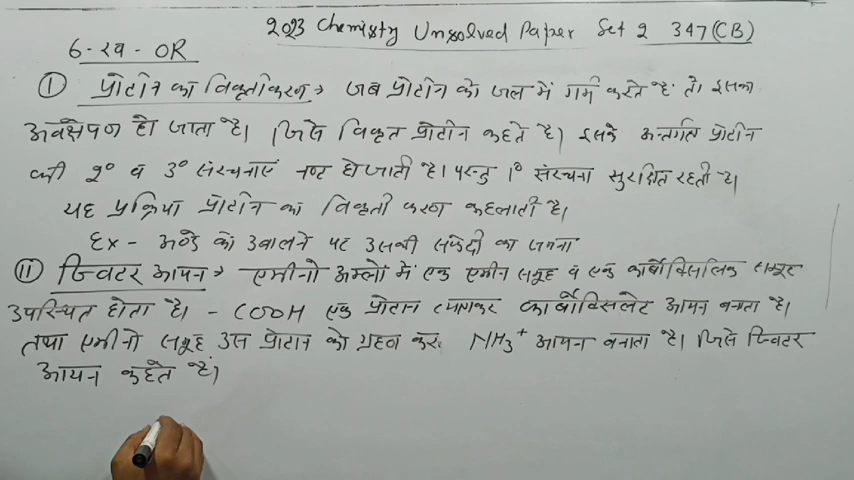 2023 Chemistry Unsolved Paper Set 2 347(CB)
6-रव-OR
① प्रोटीन का विकृतीकरण → जब प्रोटीन को जल में गर्म करते हैं तो इसका
अवक्षेपण हो जाता है। जिसे विकृत प्रोटीन कहते है। इसके अन्तर्गत प्रोटीन
की 2° व 3° संरचनाएं नष्ट हो जाती है। परन्तु 1° संरचना सुरक्षित रहती है।
यह प्रक्रिया प्रोटीन का विकृती करण कहलाती है।
Ex - अण्डे को उबालने पर उसकी सफेदी का जमना
⑪ ज्विटर आयन → एमीनो अम्लो में एक एमीन समूह व एक कार्बोक्सिलिक समूह
उपस्थित होता है। - COOH एक प्रोटान त्यागकर कार्बोक्सिलेट आयन बनाता है।
तथा एमीनो समूह उस प्रोटान को ग्रहण कर NH₃⁺ आयन बनाता है। जिसे ज्विटर
आयन कहते हैं।